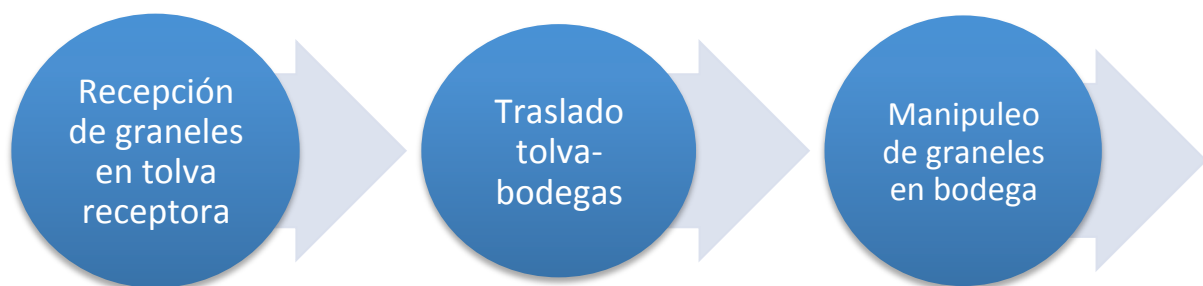 Recepción
de graneles
en tolva
receptora
Traslado
tolva-
bodegas
Manipuleo
de graneles
en bodega